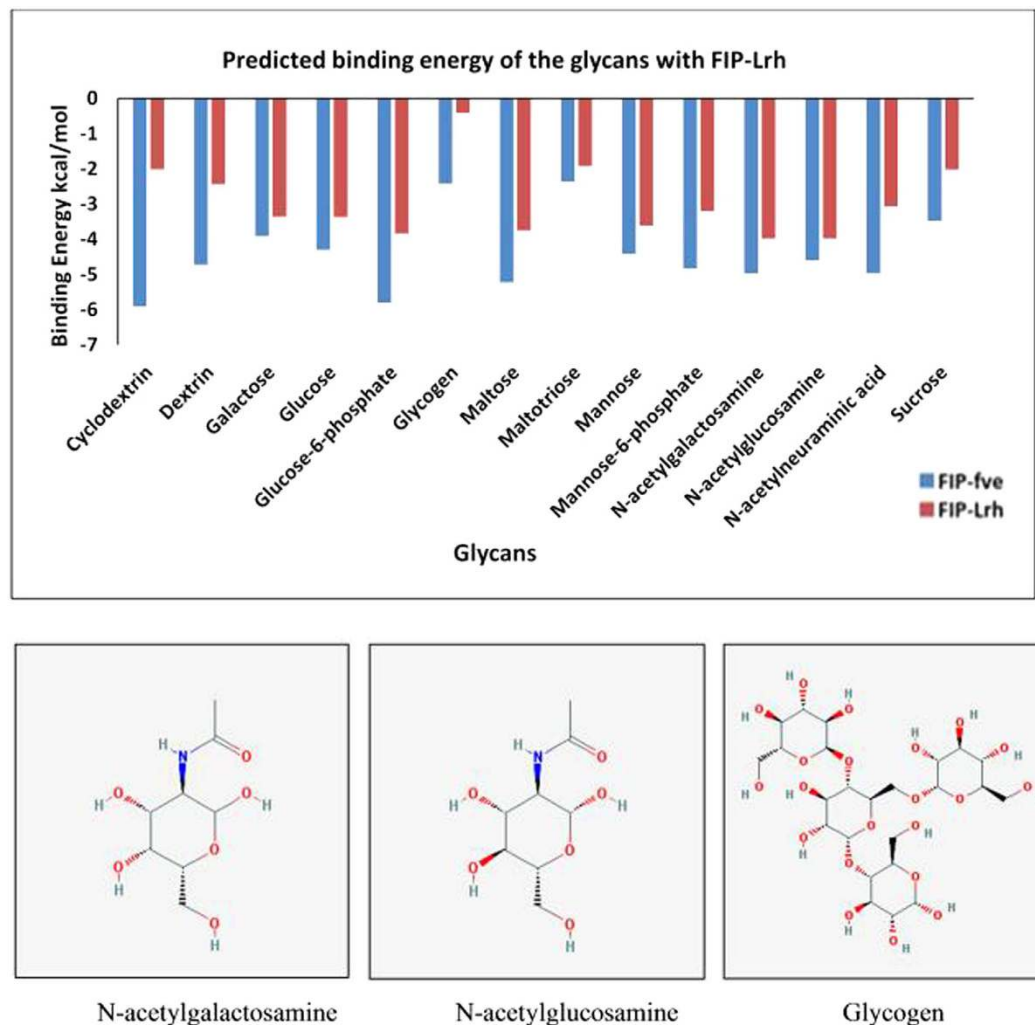 Predicted binding energy of the glycans with FIP-Lrh
Binding Energy kcal/mol
0
-1
-2
-3
-4
-5
-6
-7
Cyclodextrin
Dextrin
Galactose
Glucose
Glucose-6-phosphate
Glycogen
Maltose
Maltotriose
Mannose
Mannose-6-phosphate
N-acetylgalactosamine
N-acetylglucosamine
N-acetylneuraminic acid
Sucrose
FIP-fve
FIP-Lrh
Glycans
H N O
O H O H
O H O
O H
H N O
O H O H
O H O
O H
N-acetylgalactosamine
N-acetylglucosamine
Glycogen